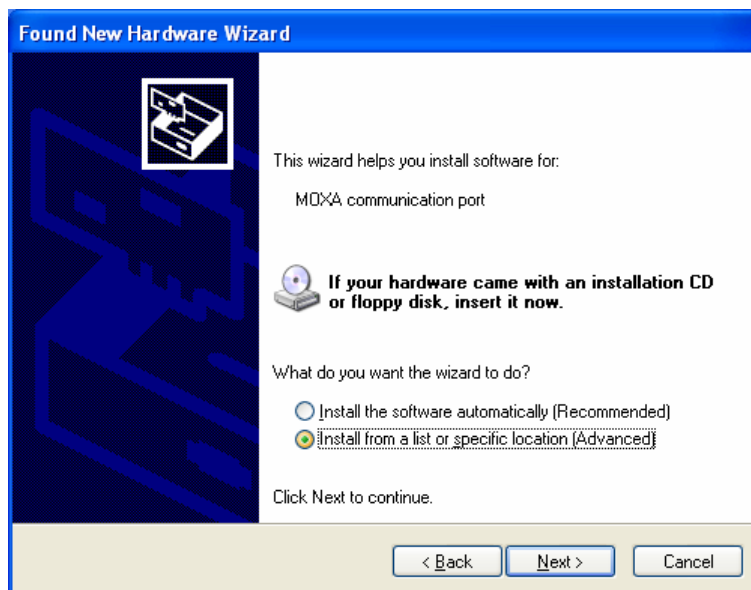 Found New Hardware Wizard
This wizard helps you install software for:
MOXA communication port
If your hardware came with an installation CD
or floppy disk, insert it now.
What do you want the wizard to do?
Install the software automatically (Recommended)
Install from a list or specific location (Advanced)
Click Next to continue.
< Back
Next >
Cancel